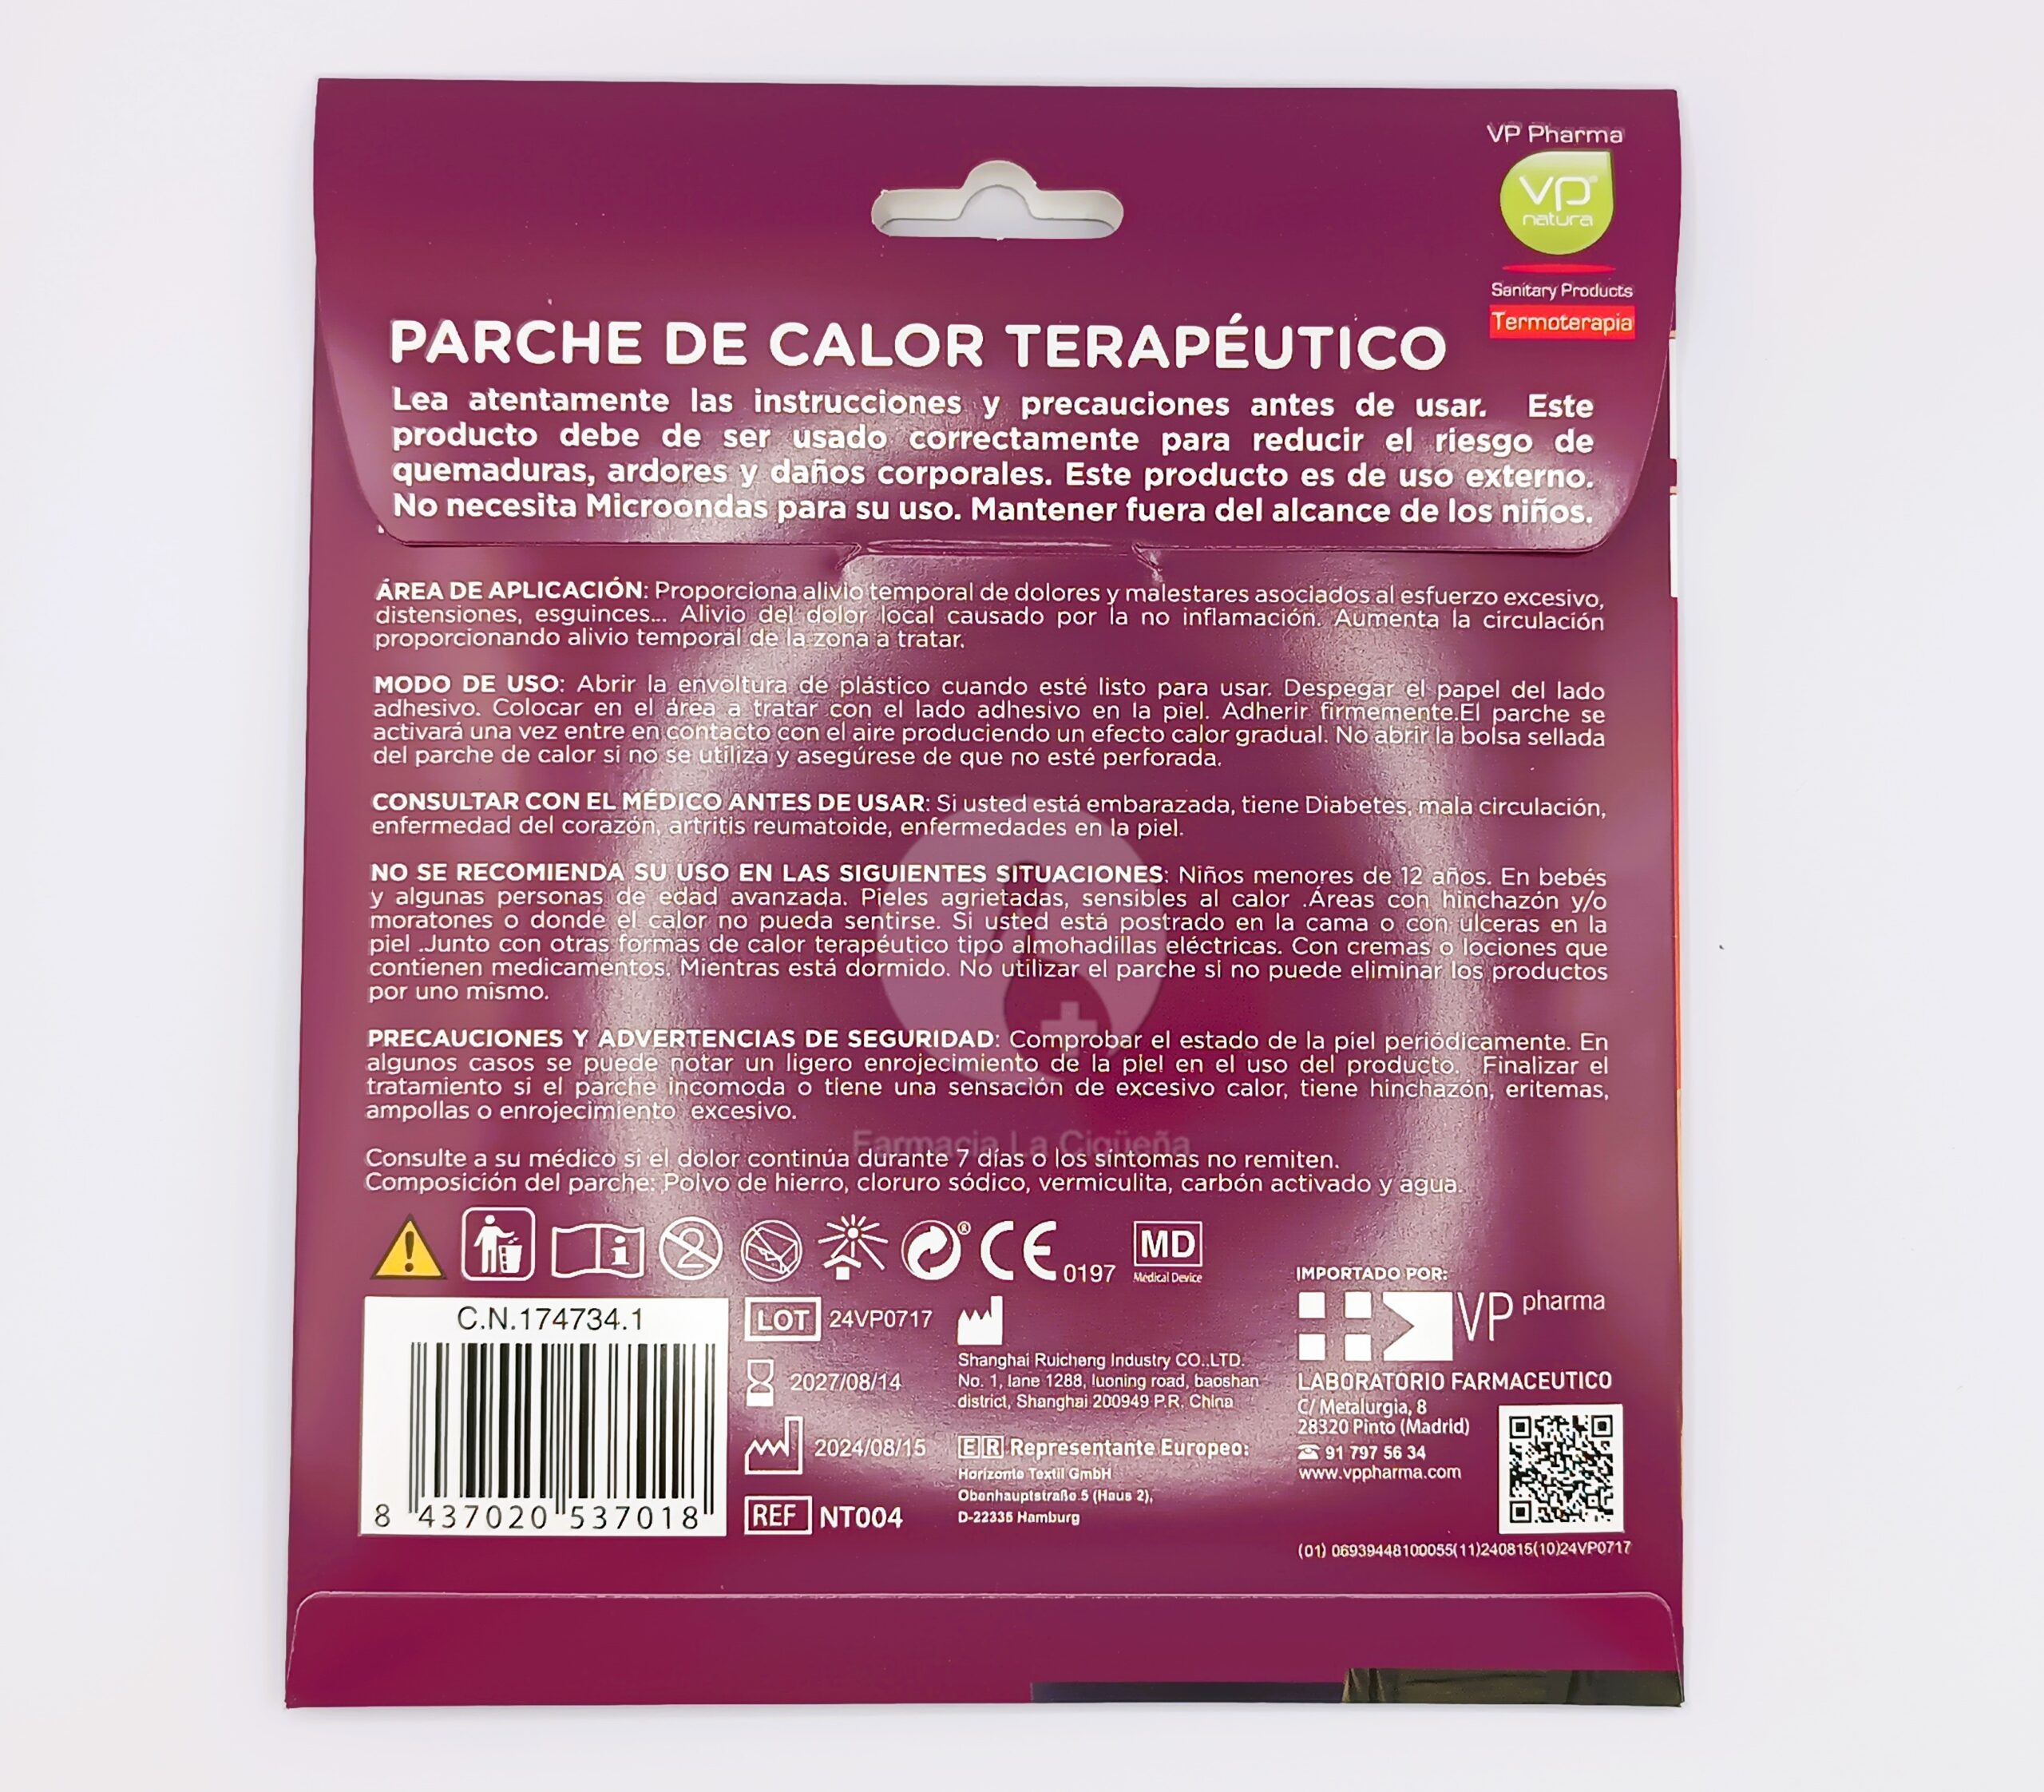 VP Pharma
VP®
natura
Sanitary Products
Termoterapia
PARCHE DE CALOR TERAPÉUTICO
Lea atentamente las instrucciones y precauciones antes de usar. Este
producto debe de ser usado correctamente para reducir el riesgo de
quemaduras, ardores y daños corporales. Este producto es de uso externo.
No necesita Microondas para su uso. Mantener fuera del alcance de los niños.
ÁREA DE APLICACIÓN: Proporciona alivio temporal de dolores y malestares asociados al esfuerzo excesivo,
distensiones, esguinces... Alivio del dolor local causado por la no inflamación. Aumenta la circulación
proporcionando alivio temporal de la zona a tratar.
MODO DE USO: Abrir la envoltura de plástico cuando esté listo para usar. Despegar el papel del lado
adhesivo. Colocar en el área a tratar con el lado adhesivo en la piel. Adherir firmemente.El parche se
activará una vez entre en contacto con el aire produciendo un efecto calor gradual. No abrir la bolsa sellada
del parche de calor si no se utiliza y asegúrese de que no esté perforada.
CONSULTAR CON EL MÉDICO ANTES DE USAR: Si usted está embarazada, tiene Diabetes, mala circulación,
enfermedad del corazón, artritis reumatoide, enfermedades en la piel.
NO SE RECOMIENDA SU USO EN LAS SIGUIENTES SITUACIONES: Niños menores de 12 años. En bebés
y algunas personas de edad avanzada. Pieles agrietadas, sensibles al calor .Áreas con hinchazón y/o
moratones o donde el calor no pueda sentirse. Si usted está postrado en la cama o con ulceras en la
piel .Junto con otras formas de calor terapéutico tipo almohadillas eléctricas. Con cremas o lociones que
contienen medicamentos. Mientras está dormido. No utilizar el parche si no puede eliminar los productos
por uno mismo.
PRECAUCIONES Y ADVERTENCIAS DE SEGURIDAD: Comprobar el estado de la piel periódicamente. En
algunos casos se puede notar un ligero enrojecimiento de la piel en el uso del producto. Finalizar el
tratamiento si el parche incomoda o tiene una sensación de excesivo calor, tiene hinchazón, eritemas,
ampollas o enrojecimiento excesivo.
Farmacia La Cigüeña
Consulte a su médico si el dolor continúa durante 7 días o los síntomas no remiten.
Composición del parche: Polvo de hierro, cloruro sódico, vermiculita, carbón activado y agua.
® CE 0197 MD
Medical Device
C.N.174734.1
8 437020 537018
LOT 24VP0717
2027/08/14
2024/08/15
REF NT004
Shanghai Ruicheng Industry CO.,LTD.
No. 1, lane 1288, luoning road, baoshan
district, Shanghai 200949 P.R. China
E R Representante Europeo:
Horizonte Textil GmbH
Obenhauptstraße 5 (Haus 2),
D-22335 Hamburg
IMPORTADO POR:
VP pharma
LABORATORIO FARMACEUTICO
C/ Metalurgia, 8
28320 Pinto (Madrid)
☎ 91 797 56 34
www.vppharma.com
(01) 06939448100055(11)240815(10)24VP0717